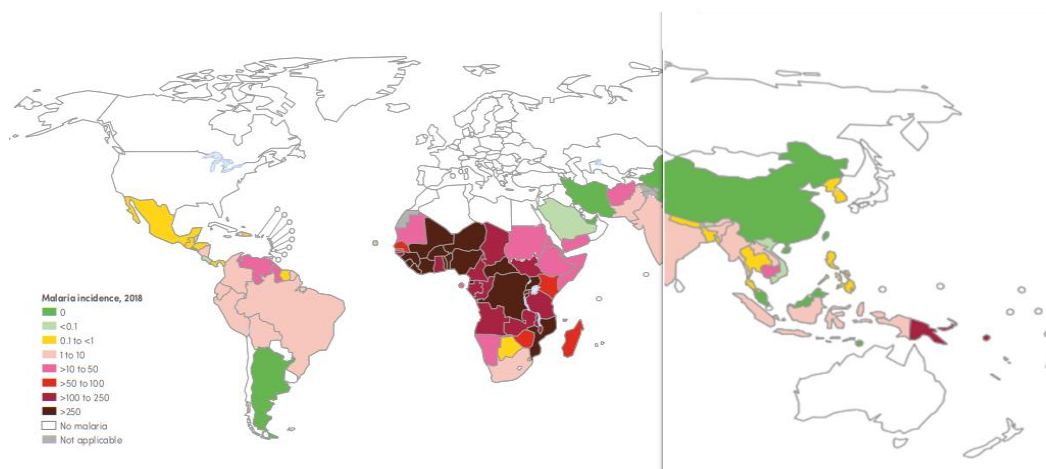 Malaria incidence, 2018
0
<0.1
0.1 to <1
1 to 10
>10 to 50
>50 to 100
>100 to 250
>250
No malaria
Not applicable